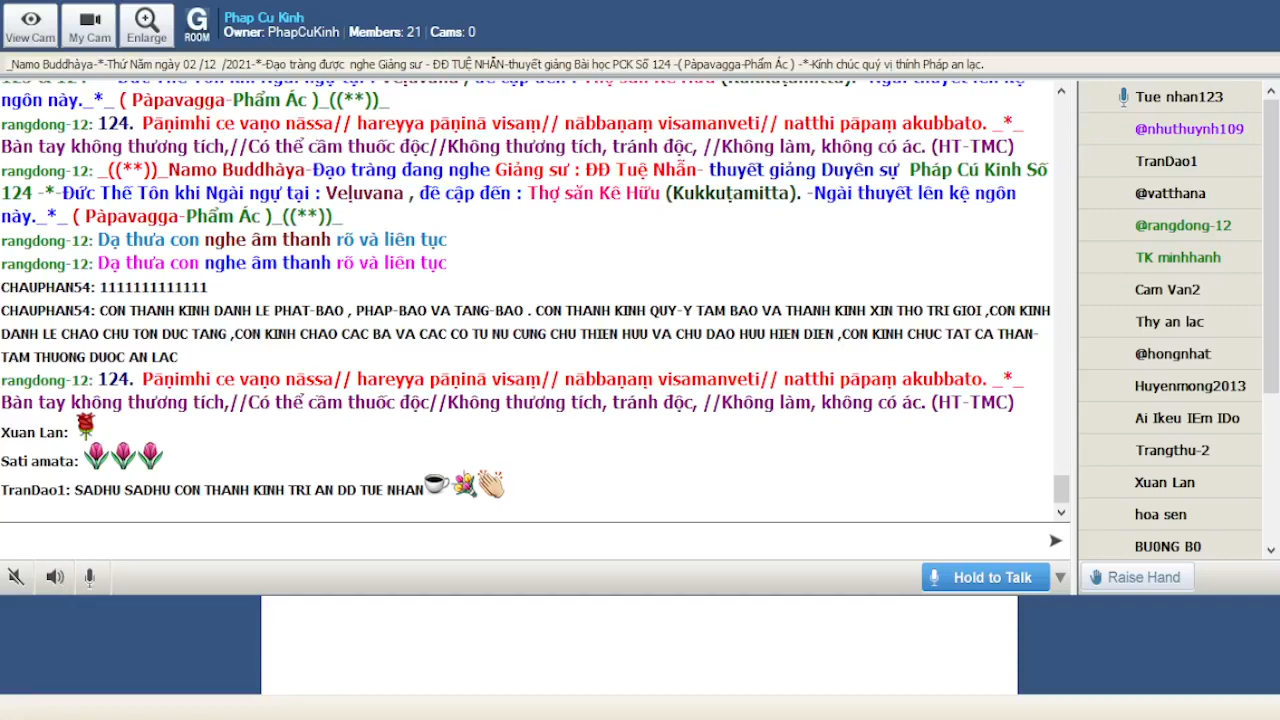 View Cam
My Cam
Enlarge
G
ROOM
Phap Cu Kinh
Owner: PhapCuKinh | Members: 21 | Cams: 0
_Namo Buddhàya-*-Thứ Năm ngày 02 /12 /2021-*-Đạo tràng được nghe Giảng sư - ĐĐ TUỆ NHẪN-thuyết giảng Bài học PCK Số 124 -( Pàpavagga-Phẩm Ác ) -*-Kính chúc quý vị thính Pháp an lạc.
ngôn này._*_ ( Pàpavagga-Phẩm Ác )_((**))_
rangdong-12: 124. Pāṇimhi ce vaṇo nāssa// hareyya pāṇinā visaṃ// nābbaṇaṃ visamanveti// natthi pāpaṃ akubbato. _*_
Bàn tay không thương tích,//Có thể cầm thuốc độc//Không thương tích, tránh độc, //Không làm, không có ác. (HT-TMC)
rangdong-12: _((**))_Namo Buddhàya-Đạo tràng đang nghe Giảng sư : ĐĐ Tuệ Nhẫn- thuyết giảng Duyên sự Pháp Cú Kinh Số
124 -*-Đức Thế Tôn khi Ngài ngự tại : Veḷuvana , đề cập đến : Thợ săn Kê Hữu (Kukkuṭamitta). -Ngài thuyết lên kệ ngôn
này._*_ ( Pàpavagga-Phẩm Ác )_((**))_
rangdong-12: Dạ thưa con nghe âm thanh rõ và liên tục
rangdong-12: Dạ thưa con nghe âm thanh rõ và liên tục
CHAUPHAN54: 1111111111111
CHAUPHAN54: CON THANH KINH DANH LE PHAT-BAO , PHAP-BAO VA TANG-BAO . CON THANH KINH QUY-Y TAM BAO VA THANH KINH XIN THO TRI GIOI ,CON KINH
DANH LE CHAO CHU TON DUC TANG ,CON KINH CHAO CAC BA VA CAC CO TU NU CUNG CHU THIEN HUU VA CHU DAO HUU HIEN DIEN ,CON KINH CHUC TAT CA THAN-
TAM THUONG DUOC AN LAC
rangdong-12: 124. Pāṇimhi ce vaṇo nāssa// hareyya pāṇinā visaṃ// nābbaṇaṃ visamanveti// natthi pāpaṃ akubbato. _*_
Bàn tay không thương tích,//Có thể cầm thuốc độc//Không thương tích, tránh độc, //Không làm, không có ác. (HT-TMC)
Xuan Lan:
Sati amata:
TranDao1: SADHU SADHU CON THANH KINH TRI AN DD TUE NHAN
Hold to Talk
Tue nhan123
@nhuthuynh109
TranDao1
@vatthana
@rangdong-12
TK minhhanh
Cam Van2
Thy an lac
@hongnhat
Huyenmong2013
Ai Ikeu IEm IDo
Trangthu-2
Xuan Lan
hoa sen
BU0NG B0
Raise Hand